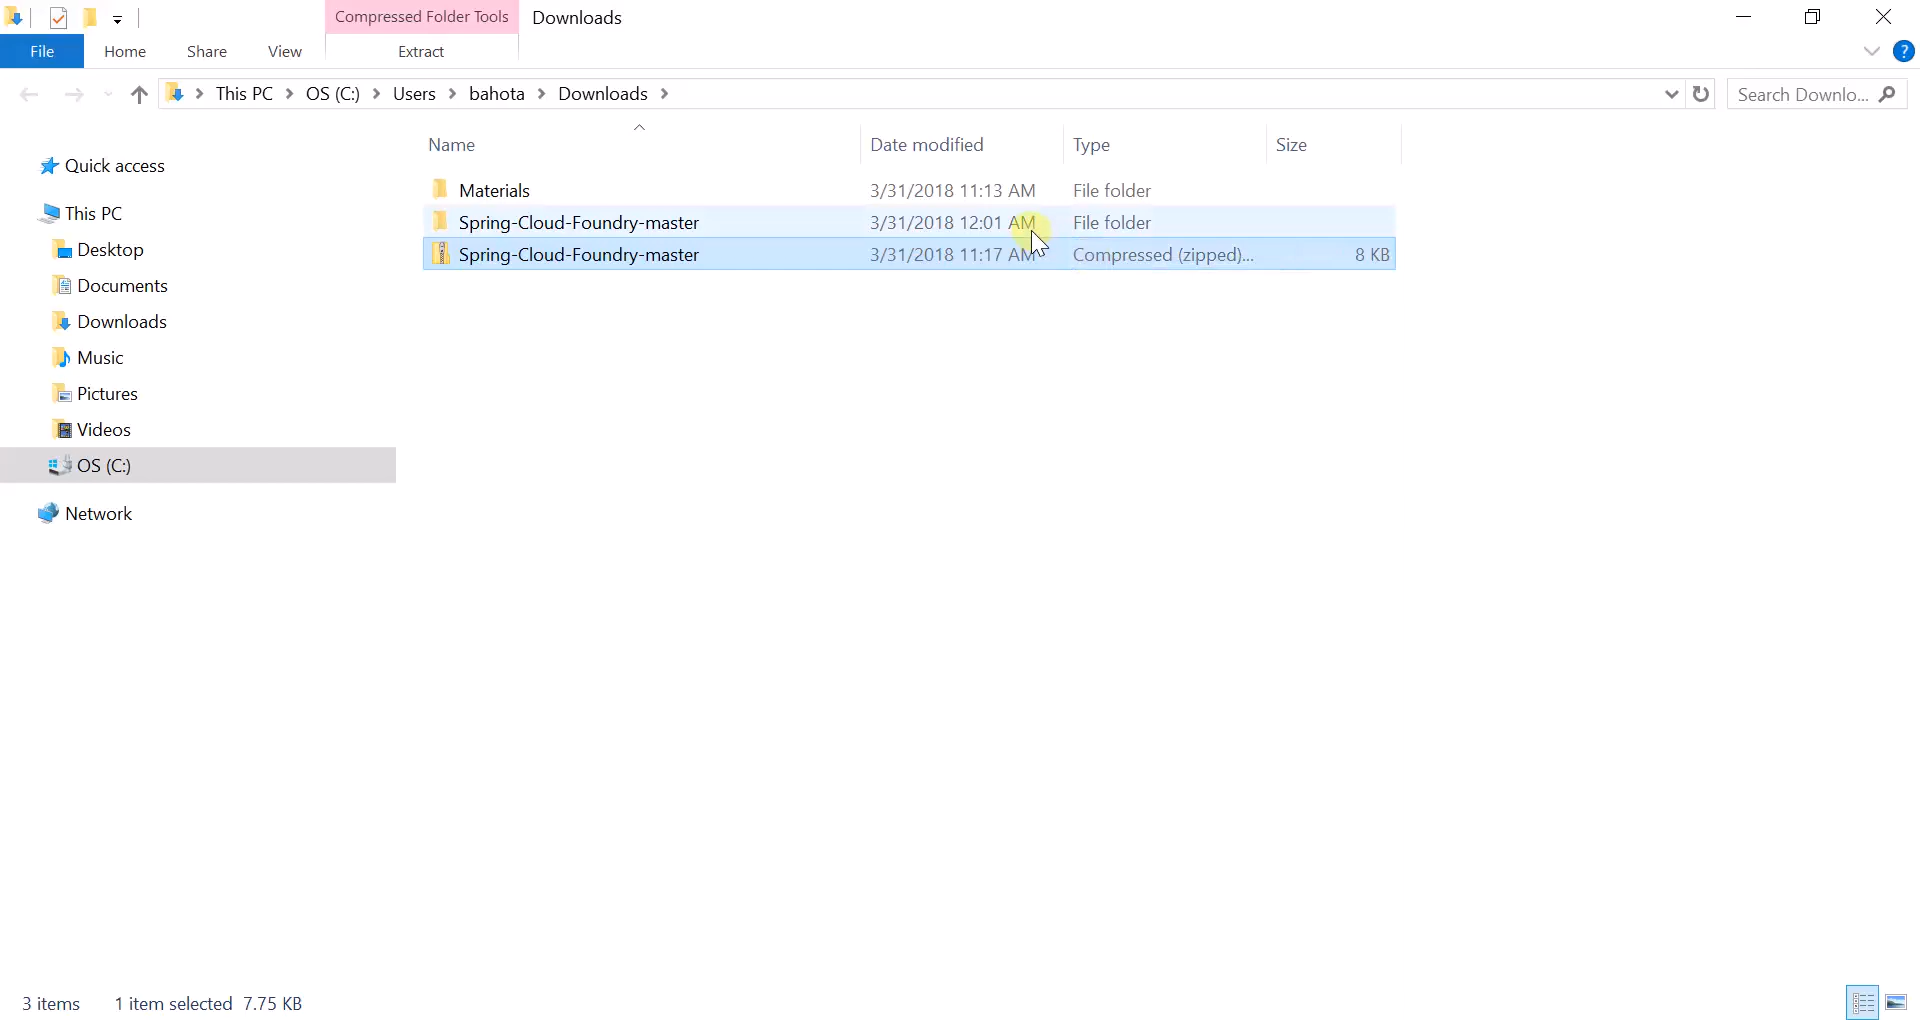 Compressed Folder Tools Downloads
File Home Share View Extract ?
This PC OS (C:) Users bahota Downloads Search Downlo...
Name Date modified Type Size
Quick access
This PC
Desktop
Documents
Downloads
Music
Pictures
Videos
OS (C:)
Network
Materials 3/31/2018 11:13 AM File folder
Spring-Cloud-Foundry-master 3/31/2018 12:01 AM File folder
Spring-Cloud-Foundry-master 3/31/2018 11:17 AM Compressed (zipped)... 8 KB
3 items 1 item selected 7.75 KB